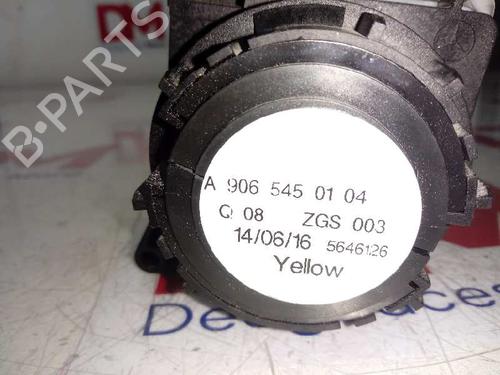 B-PARTS
A 906 545 01 04
Q 08 ZGS 003
14/06/16 5646126
Yellow